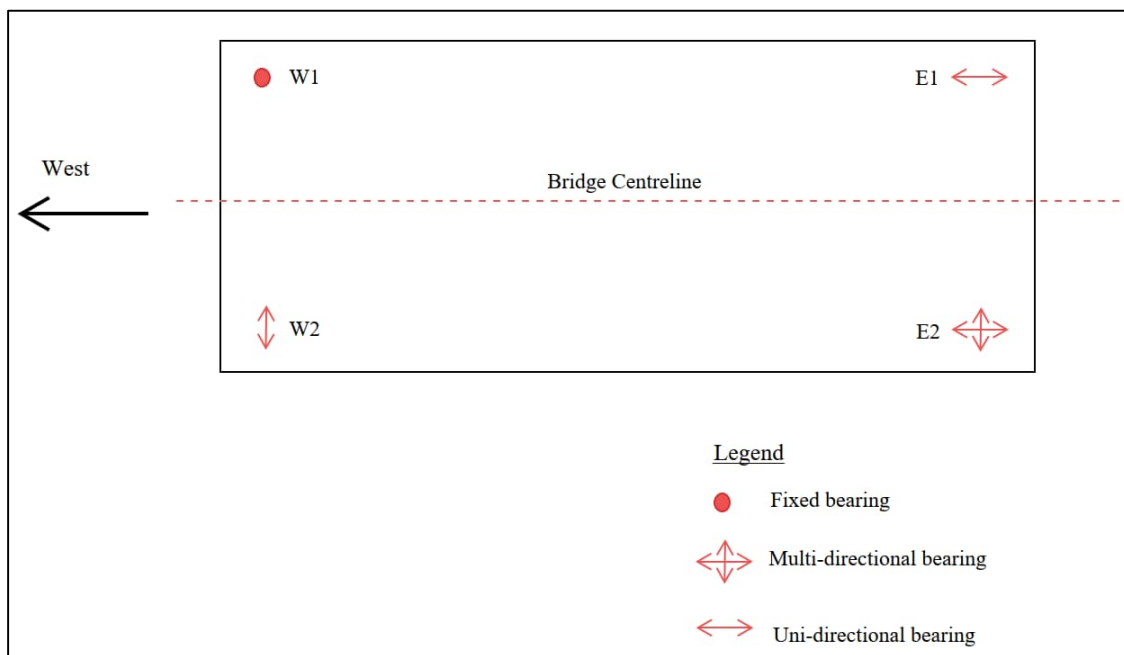 W1
E1
West
Bridge Centreline
W2
E2
Legend
Fixed bearing
Multi-directional bearing
Uni-directional bearing